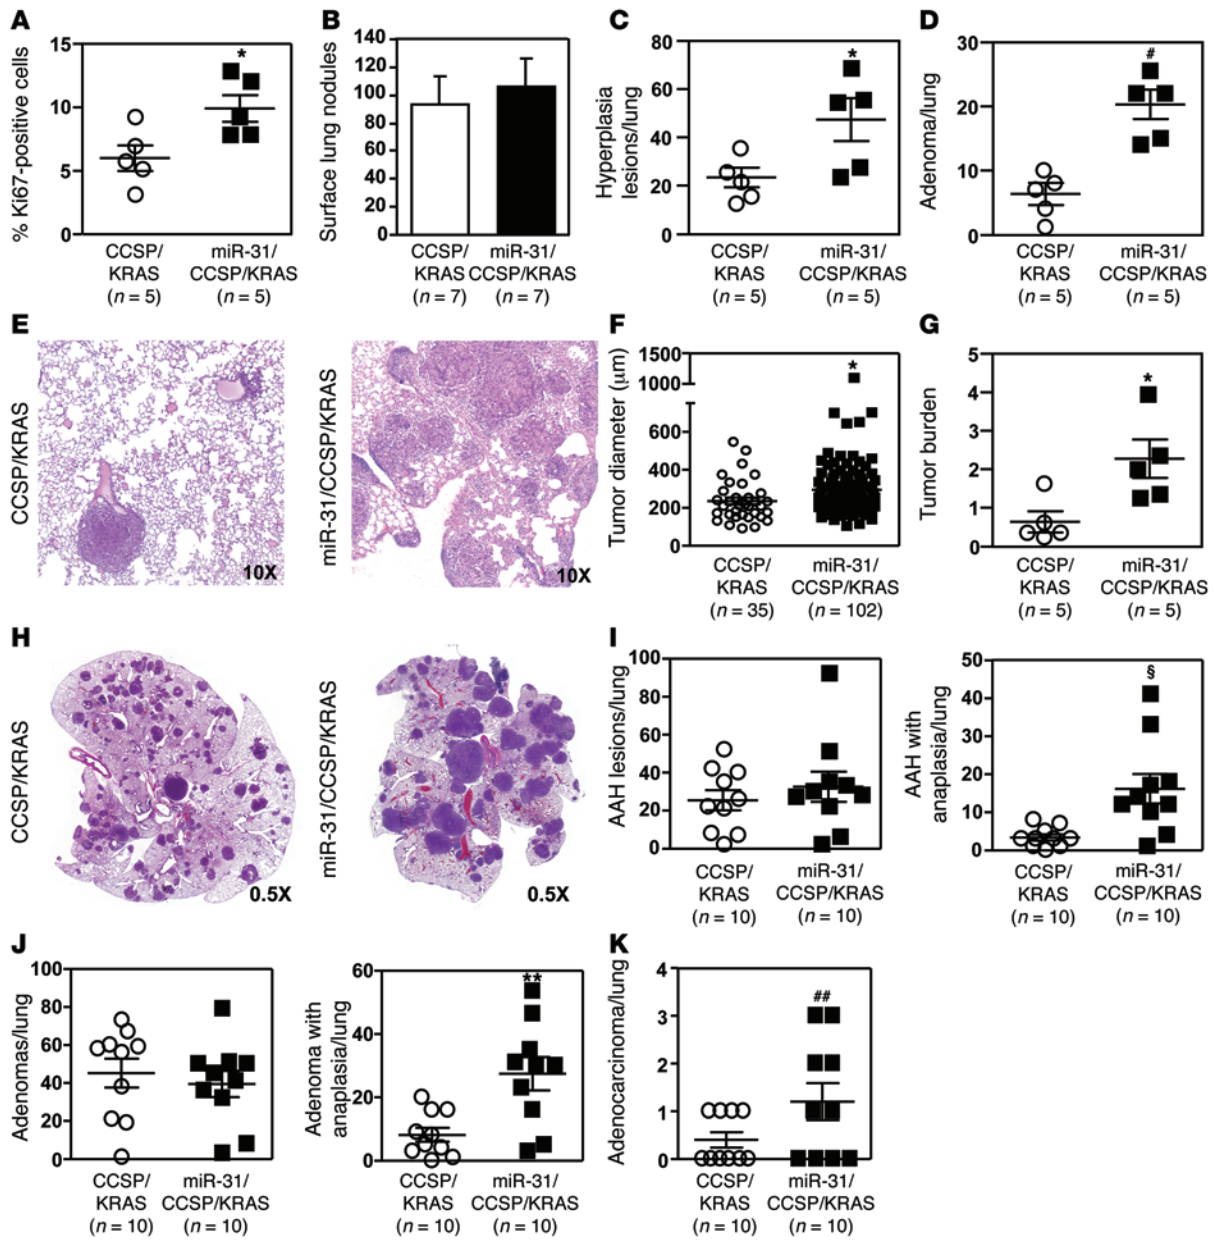 A
% Ki67-positive cells
15
10
5
0
*
CCSP/
KRAS
(n = 5)
miR-31/
CCSP/KRAS
(n = 5)
B
Surface lung nodules
140
120
100
80
60
40
20
0
CCSP/
KRAS
(n = 7)
miR-31/
CCSP/KRAS
(n = 7)
C
Hyperplasia
lesions/lung
80
60
40
20
0
*
CCSP/
KRAS
(n = 5)
miR-31/
CCSP/KRAS
(n = 5)
D
Adenoma/lung
30
20
10
0
#
CCSP/
KRAS
(n = 5)
miR-31/
CCSP/KRAS
(n = 5)
E
CCSP/KRAS
10X
miR-31/CCSP/KRAS
10X
F
Tumor diameter (μm)
1500
1000
600
400
200
0
*
CCSP/
KRAS
(n = 35)
miR-31/
CCSP/KRAS
(n = 102)
G
Tumor burden
5
4
3
2
1
0
*
CCSP/
KRAS
(n = 5)
miR-31/
CCSP/KRAS
(n = 5)
H
CCSP/KRAS
0.5X
miR-31/CCSP/KRAS
0.5X
I
AAH lesions/lung
100
80
60
40
20
0
CCSP/
KRAS
(n = 10)
miR-31/
CCSP/KRAS
(n = 10)
AAH with
anaplasia/lung
50
40
30
20
10
0
§
CCSP/
KRAS
(n = 10)
miR-31/
CCSP/KRAS
(n = 10)
J
Adenomas/lung
100
80
60
40
20
0
CCSP/
KRAS
(n = 10)
miR-31/
CCSP/KRAS
(n = 10)
Adenoma with
anaplasia/lung
60
40
20
0
**
CCSP/
KRAS
(n = 10)
miR-31/
CCSP/KRAS
(n = 10)
K
Adenocarcinoma/lung
4
3
2
1
0
##
CCSP/
KRAS
(n = 10)
miR-31/
CCSP/KRAS
(n = 10)